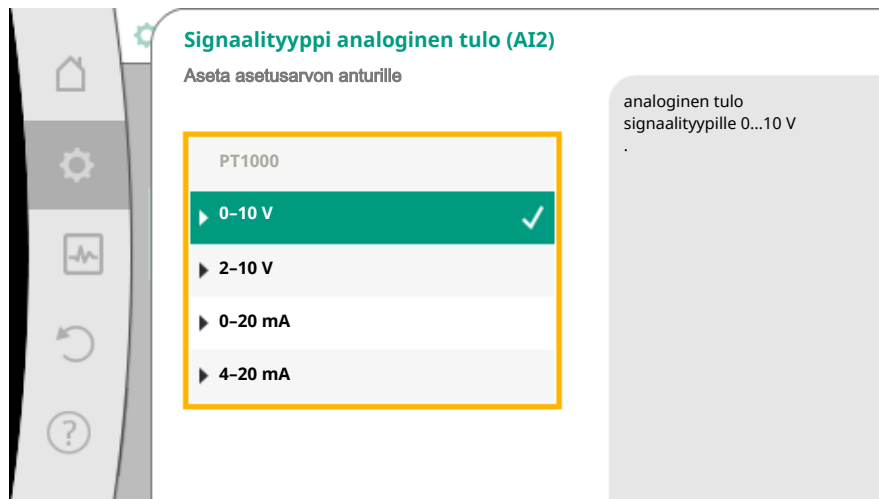 Signaalityyppi analoginen tulo (AI2)
Aseta asetusarvon anturille
analoginen tulo
signaalityypille 0...10 V
.
PT1000
0–10 V
2–10 V
0–20 mA
4–20 mA
?